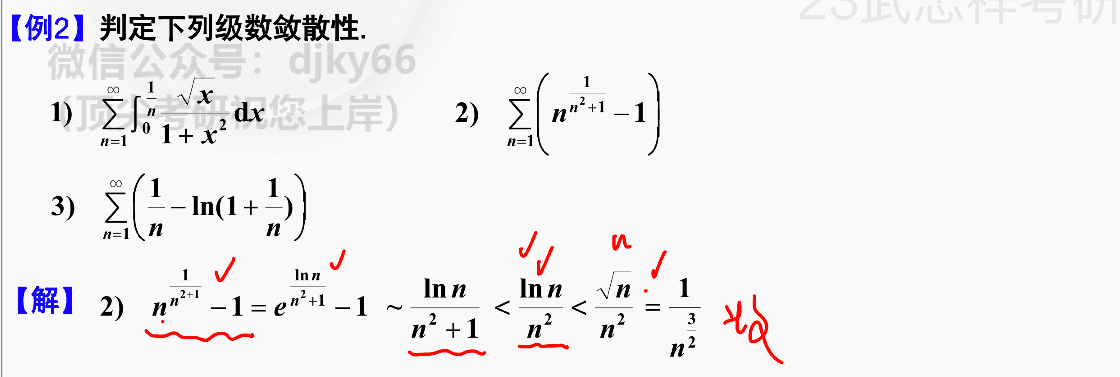 23武忠祥考研
【例2】判定下列级数敛散性.
微信公众号：djky66
(顶尖考研祝您上岸)
1) $\sum_{n=1}^{\infty}\int_{0}^{\frac{1}{n}}\frac{\sqrt{x}}{1+x^{2}}\mathrm{d}x$ 2) $\sum_{n=1}^{\infty}\left(n^{\frac{1}{n^{2}+1}}-1\right)$
3) $\sum_{n=1}^{\infty}\left(\frac{1}{n}-\ln(1+\frac{1}{n})\right)$
n
【解】2) $n^{\frac{1}{n^{2}+1}}-1=e^{\frac{\ln n}{n^{2}+1}}-1\sim\frac{\ln n}{n^{2}+1}<\frac{\ln n}{n^{2}}<\frac{\sqrt{n}}{n^{2}}=\frac{1}{n^{\frac{3}{2}}}$